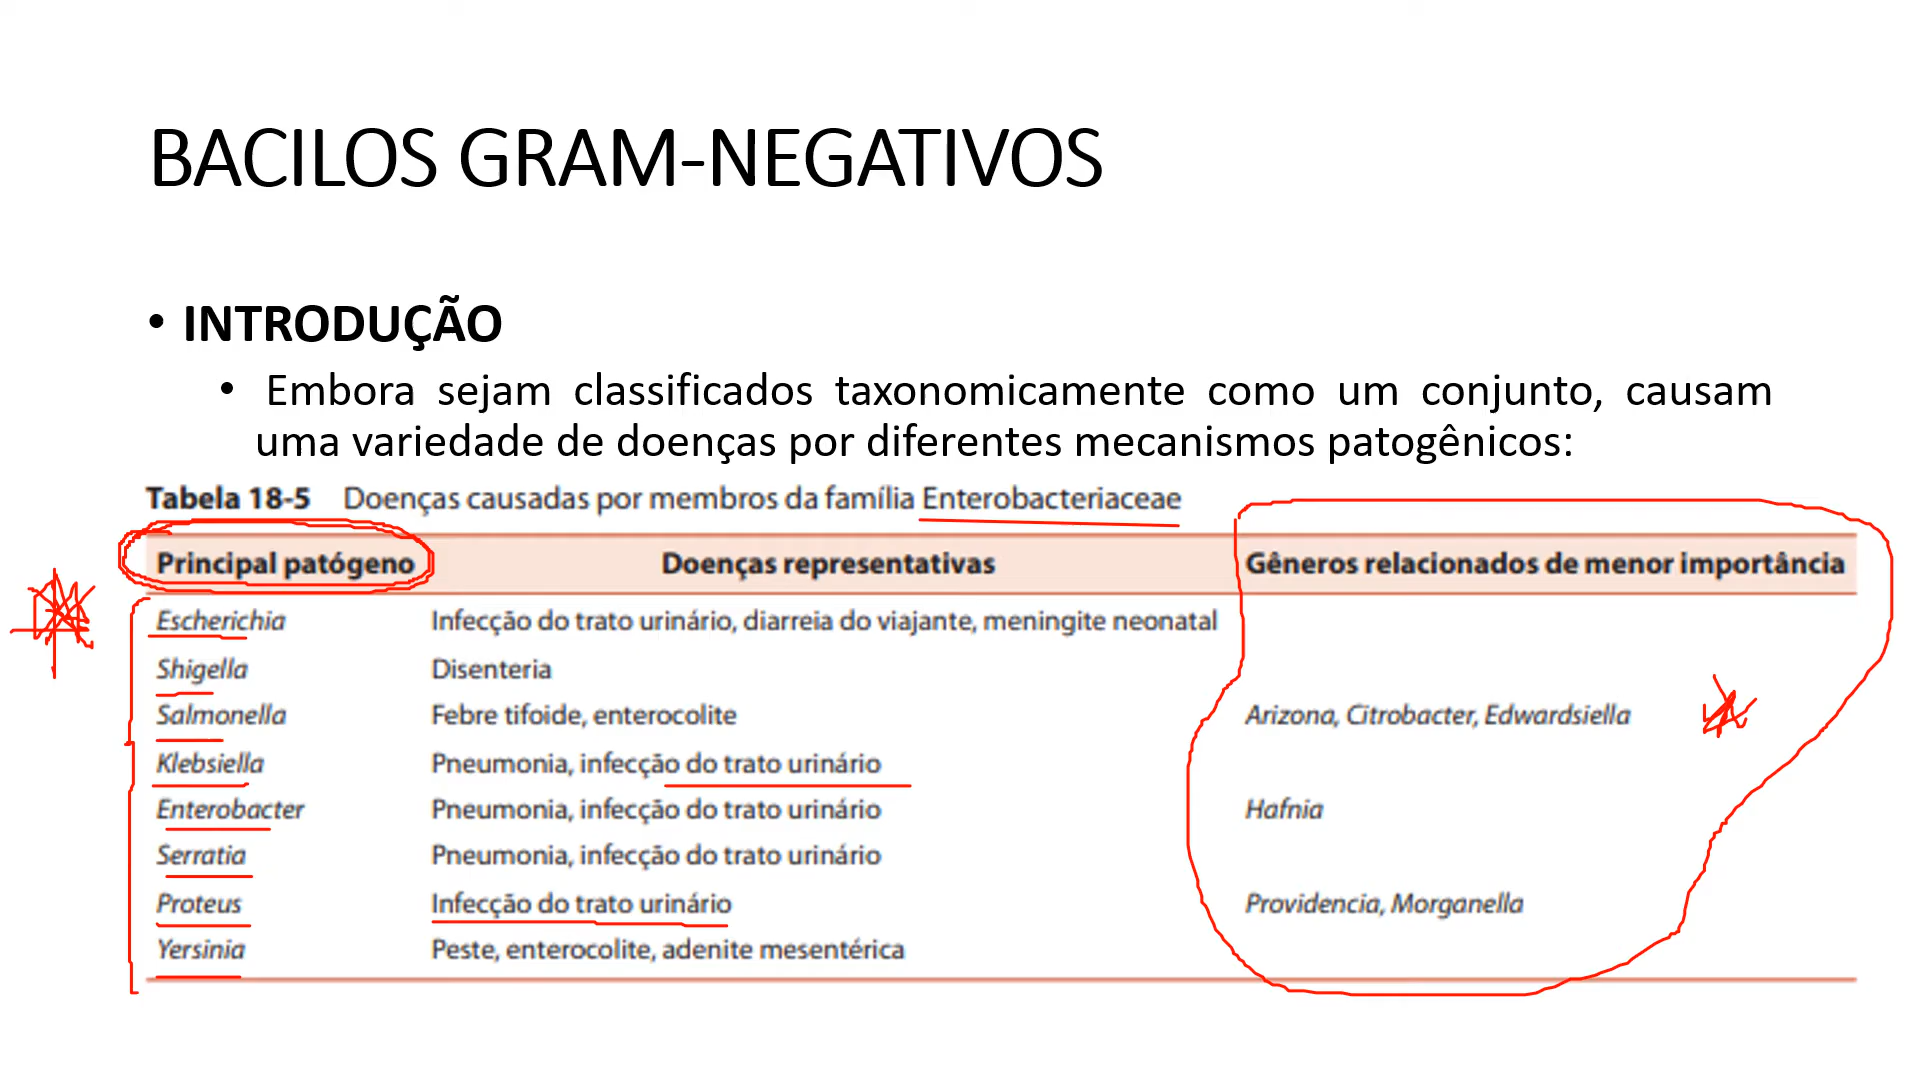 BACILOS GRAM-NEGATIVOS
• INTRODUÇÃO
• Embora sejam classificados taxonomicamente como um conjunto, causam
uma variedade de doenças por diferentes mecanismos patogênicos:
Tabela 18-5 Doenças causadas por membros da família Enterobacteriaceae
Principal patógeno Doenças representativas Gêneros relacionados de menor importância
Escherichia Infecção do trato urinário, diarreia do viajante, meningite neonatal
Shigella Disenteria
Salmonella Febre tifoide, enterocolite Arizona, Citrobacter, Edwardsiella
Klebsiella Pneumonia, infecção do trato urinário
Enterobacter Pneumonia, infecção do trato urinário Hafnia
Serratia Pneumonia, infecção do trato urinário
Proteus Infecção do trato urinário Providencia, Morganella
Yersinia Peste, enterocolite, adenite mesentérica